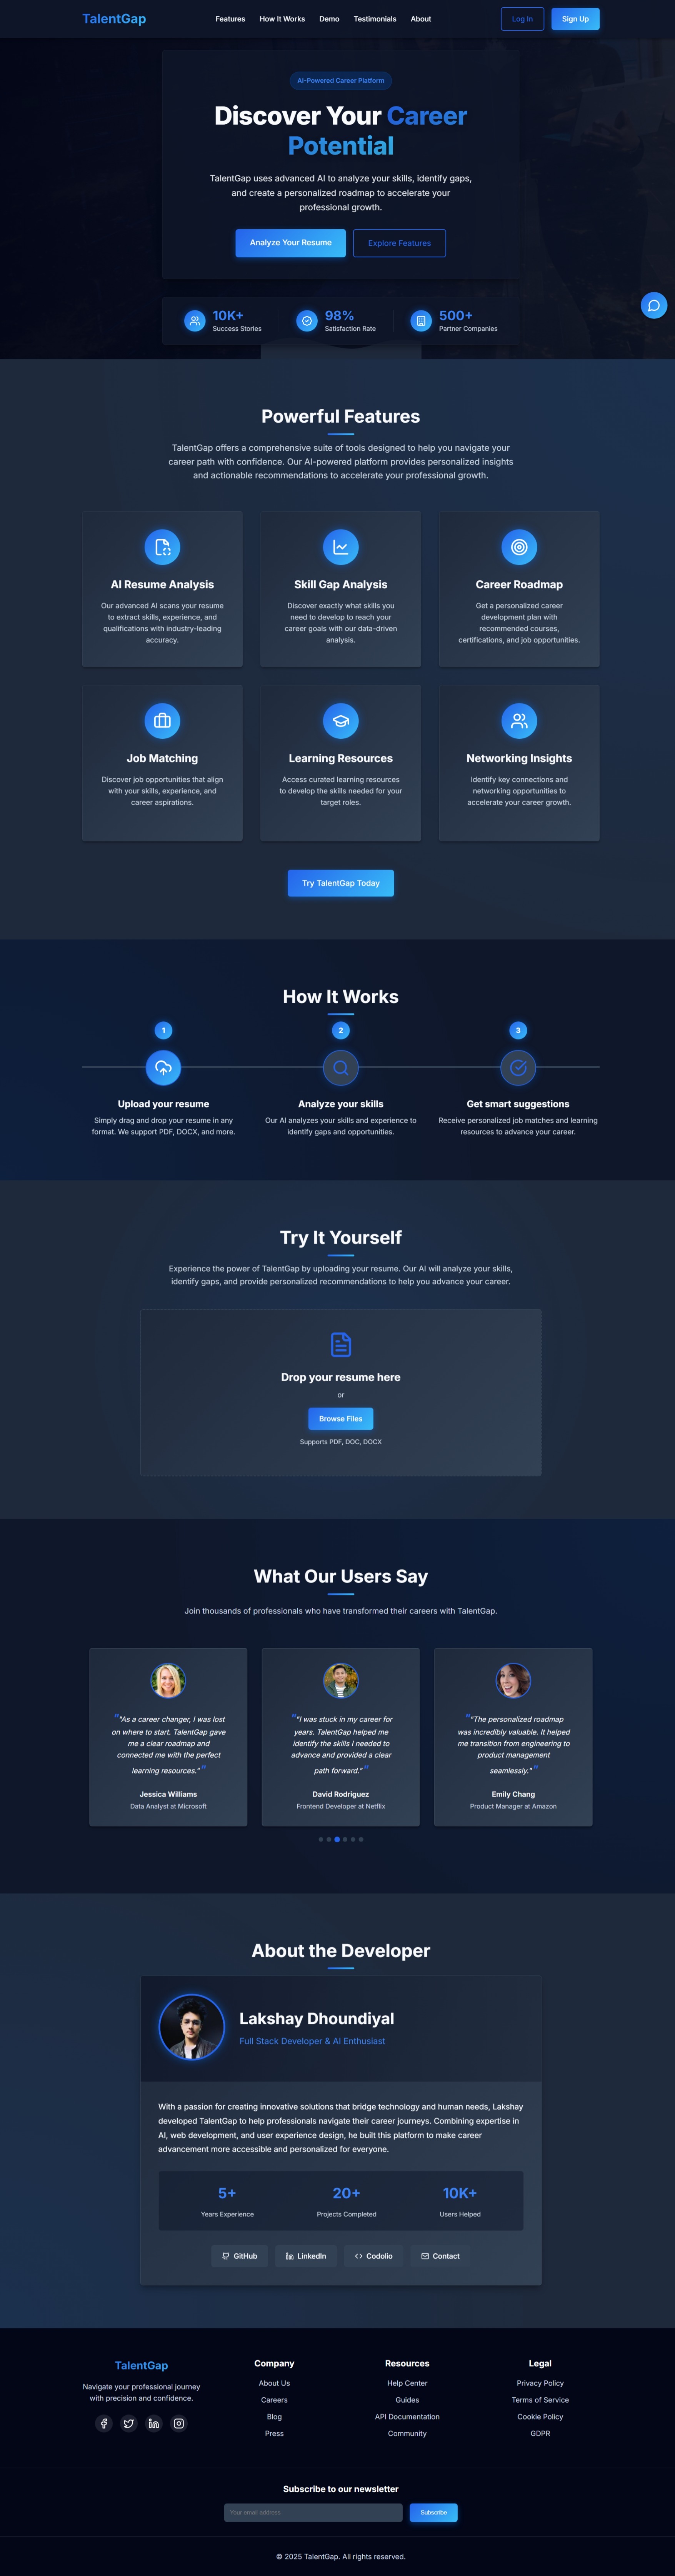 TalentGap
Features
How It Works
Demo
Testimonials
About
Log In
Sign Up
AI-Powered Career Platform
Discover Your Career
Potential
TalentGap uses advanced AI to analyze your skills, identify gaps,
and create a personalized roadmap to accelerate your
professional growth.
Analyze Your Resume
Explore Features
10K+
Success Stories
98%
Satisfaction Rate
500+
Partner Companies
Powerful Features
TalentGap offers a comprehensive suite of tools designed to help you navigate your
career path with confidence. Our AI-powered platform provides personalized insights
and actionable recommendations to accelerate your professional growth.
AI Resume Analysis
Our advanced AI scans your resume
to extract skills, experience, and
qualifications with industry-leading
accuracy.
Skill Gap Analysis
Discover exactly what skills you
need to develop to reach your
career goals with our data-driven
analysis.
Career Roadmap
Get a personalized career
development plan with
recommended courses,
certifications, and job opportunities.
Job Matching
Discover job opportunities that align
with your skills, experience, and
career aspirations.
Learning Resources
Access curated learning resources
to develop the skills needed for your
target roles.
Networking Insights
Identify key connections and
networking opportunities to
accelerate your career growth.
Try TalentGap Today
How It Works
1
Upload your resume
Simply drag and drop your resume in any
format. We support PDF, DOCX, and more.
2
Analyze your skills
Our AI analyzes your skills and experience to
identify gaps and opportunities.
3
Get smart suggestions
Receive personalized job matches and learning
resources to advance your career.
Try It Yourself
Experience the power of TalentGap by uploading your resume. Our AI will analyze your skills,
identify gaps, and provide personalized recommendations to help you advance your career.
Drop your resume here
or
Browse Files
Supports PDF, DOC, DOCX
What Our Users Say
Join thousands of professionals who have transformed their careers with TalentGap.
""As a career changer, I was lost
on where to start. TalentGap gave
me a clear roadmap and
connected me with the perfect
learning resources.""
Jessica Williams
Data Analyst at Microsoft
""I was stuck in my career for
years. TalentGap helped me
identify the skills I needed to
advance and provided a clear
path forward.""
David Rodriguez
Frontend Developer at Netflix
""The personalized roadmap
was incredibly valuable. It helped
me transition from engineering to
product management
seamlessly.""
Emily Chang
Product Manager at Amazon
About the Developer
Lakshay Dhoundiyal
Full Stack Developer & AI Enthusiast
With a passion for creating innovative solutions that bridge technology and human needs, Lakshay
developed TalentGap to help professionals navigate their career journeys. Combining expertise in
AI, web development, and user experience design, he built this platform to make career
advancement more accessible and personalized for everyone.
5+
Years Experience
20+
Projects Completed
10K+
Users Helped
GitHub
LinkedIn
Codolio
Contact
TalentGap
Navigate your professional journey
with precision and confidence.
Company
About Us
Careers
Blog
Press
Resources
Help Center
Guides
API Documentation
Community
Legal
Privacy Policy
Terms of Service
Cookie Policy
GDPR
Subscribe to our newsletter
Your email address
Subscribe
© 2025 TalentGap. All rights reserved.